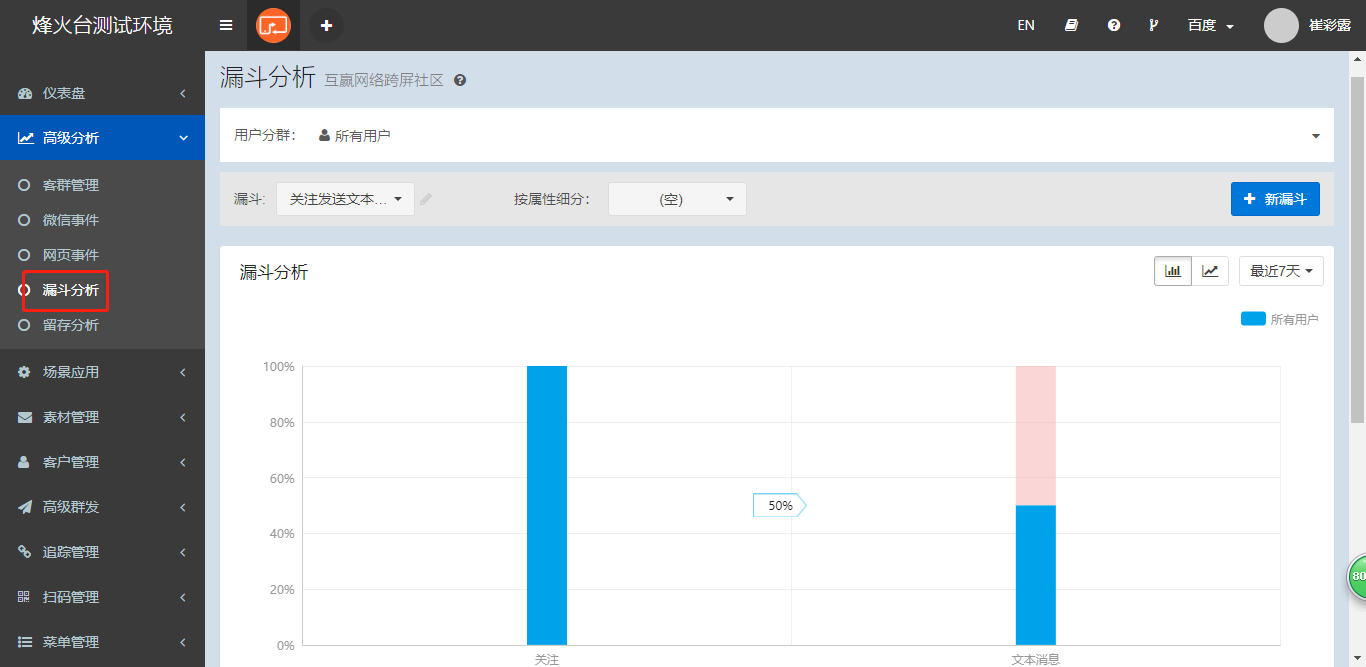 烽火台测试环境
EN
百度
崔彩露
仪表盘
高级分析
客群管理
微信事件
网页事件
漏斗分析
留存分析
场景应用
素材管理
客户管理
高级群发
追踪管理
扫码管理
菜单管理
漏斗分析 互赢网络跨屏社区
用户分群： 所有用户
漏斗: 关注发送文本... 按属性细分： (空) 新漏斗
漏斗分析
最近7天
所有用户
100%
80%
60%
40%
20%
0%
50%
关注
文本消息
80